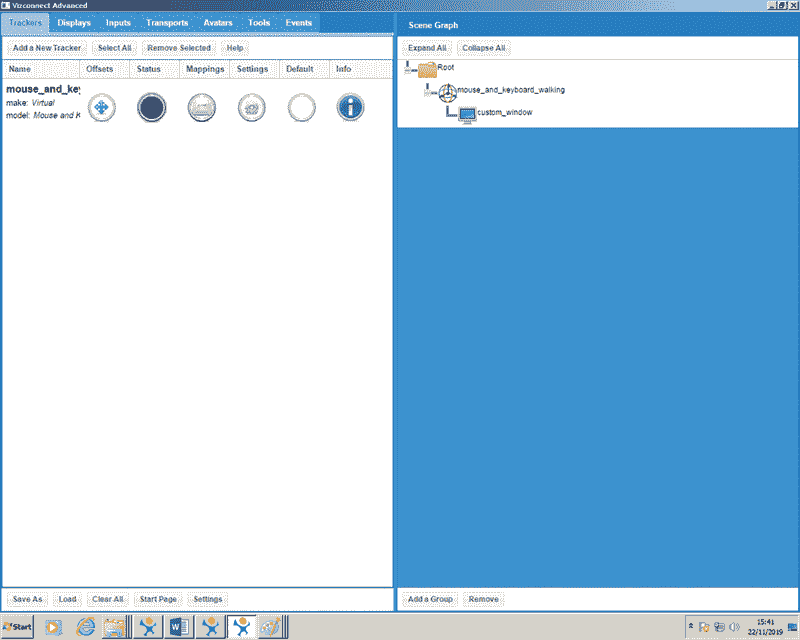 Vizconnect Advanced
Trackers Displays Inputs Transports Avatars Tools Events
Scene Graph
Add a New Tracker Select All Remove Selected Help
Expand All Collapse All
Name Offsets Status Mappings Settings Default Info
Root
mouse_and_key
make: Virtual
model: Mouse and K
mouse_and_keyboard_walking
custom_window
Save As Load Clear All Start Page Settings
Add a Group Remove
Start
15:41
22/11/2019